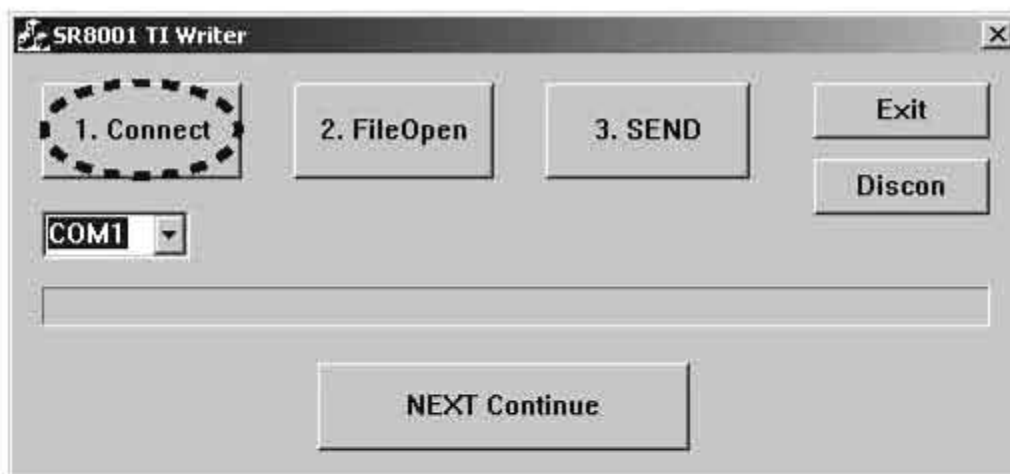 SR8001 TI Writer
1. Connect
2. FileOpen
3. SEND
Exit
Discon
COM1
NEXT Continue